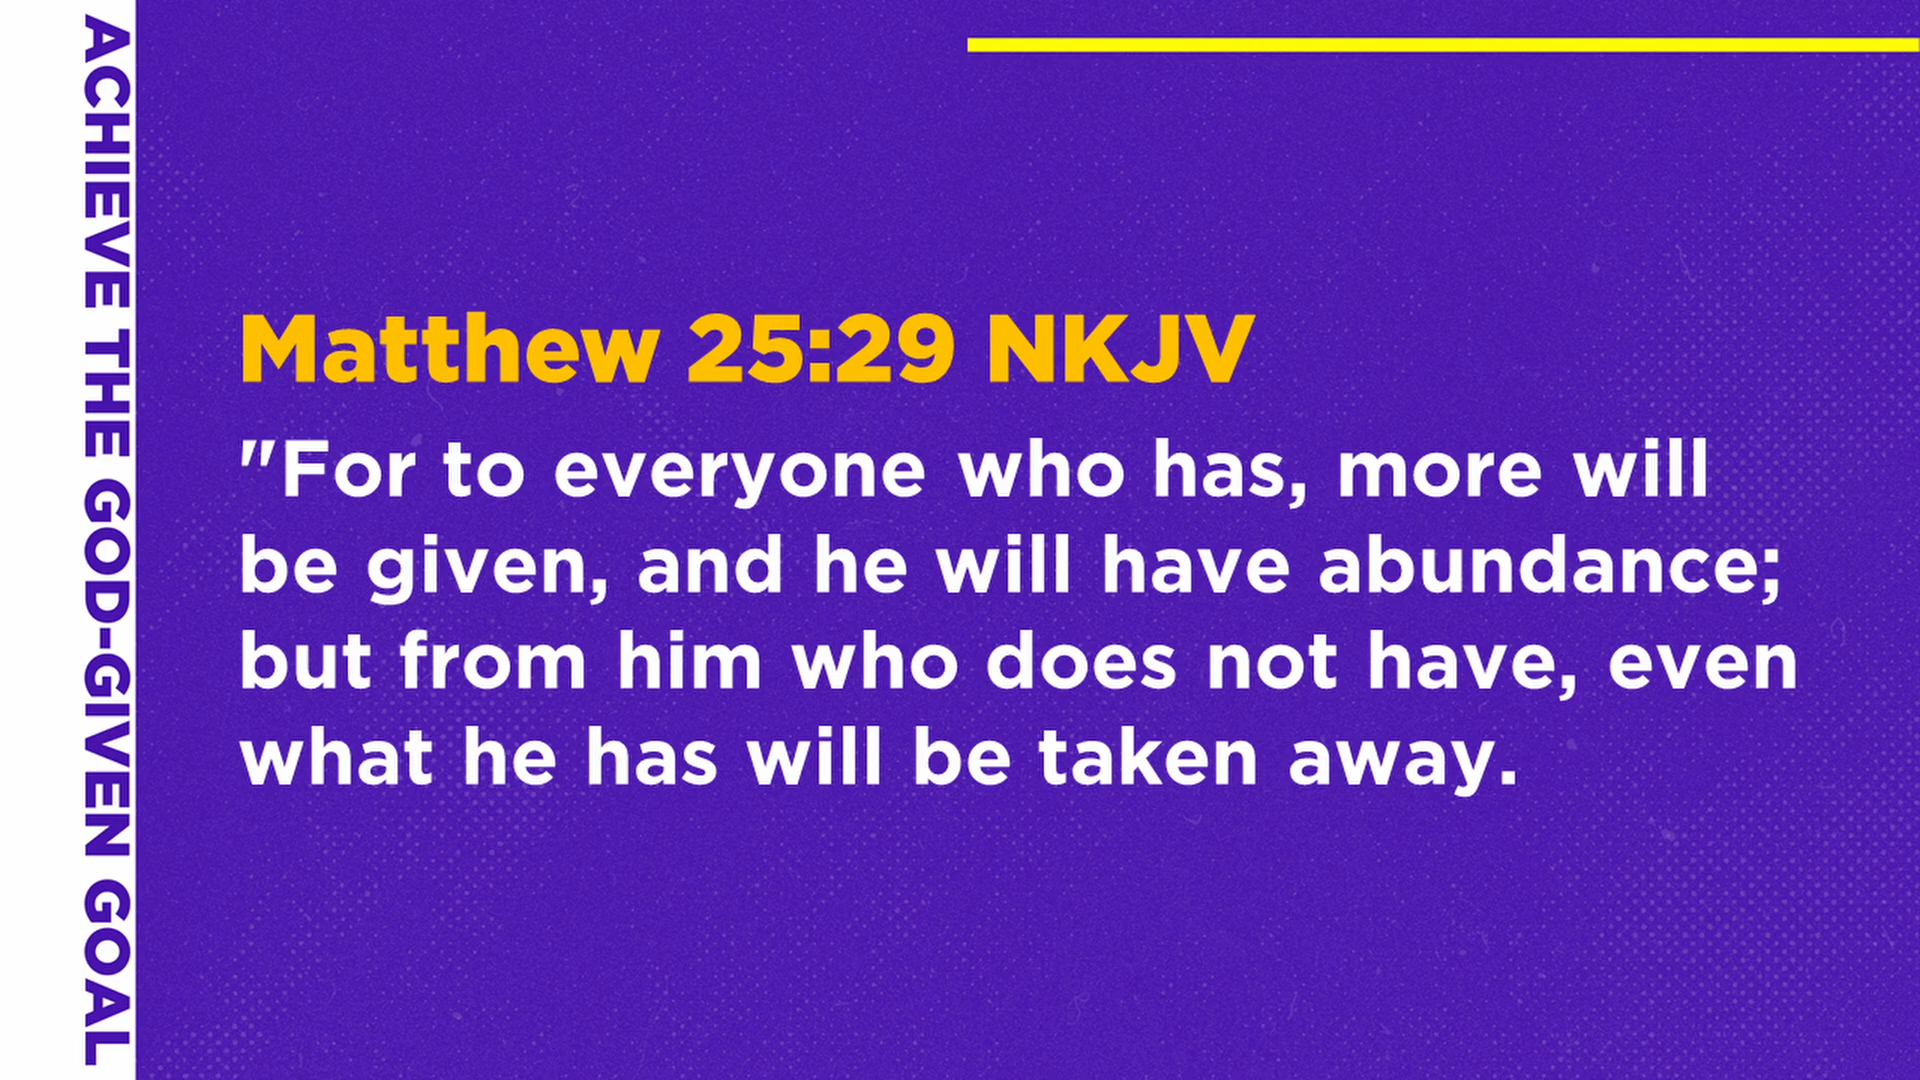 ACHIEVE THE GOD-GIVEN GOAL
Matthew 25:29 NKJV
"For to everyone who has, more will
be given, and he will have abundance;
but from him who does not have, even
what he has will be taken away.